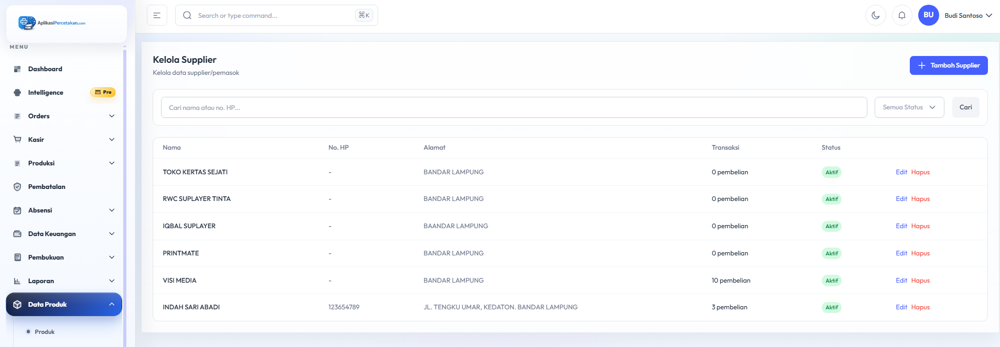 AplikasiPercetakan.com
MENU
Dashboard
Intelligence Pro
Orders
Kasir
Produksi
Pembatalan
Absensi
Data Keuangan
Pembukuan
Laporan
Data Produk
Produk
Search or type command... ⌘K
BU Budi Santoso
Kelola Supplier
Kelola data supplier/pemasok
+ Tambah Supplier
Cari nama atau no. HP... Semua Status Cari
Nama No. HP Alamat Transaksi Status
TOKO KERTAS SEJATI - BANDAR LAMPUNG 0 pembelian Aktif Edit Hapus
RWC SUPLAYER TINTA - BANDAR LAMPUNG 0 pembelian Aktif Edit Hapus
IQBAL SUPLAYER - BAANDAR LAMPUNG 0 pembelian Aktif Edit Hapus
PRINTMATE - BANDAR LAMPUNG 0 pembelian Aktif Edit Hapus
VISI MEDIA - BANDAR LAMPUNG 10 pembelian Aktif Edit Hapus
INDAH SARI ABADI 123654789 JL. TENGKU UMAR, KEDATON. BANDAR LAMPUNG 3 pembelian Aktif Edit Hapus